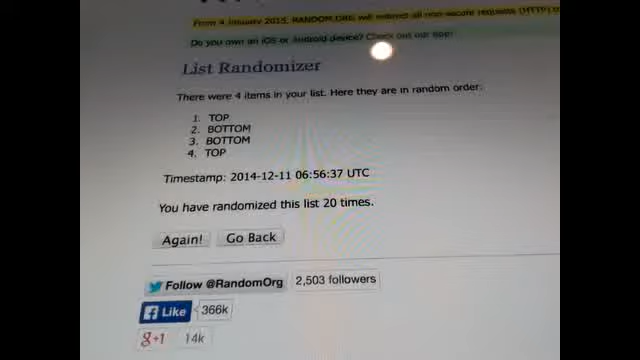 From 4 January 2015, RANDOM.ORG will redirect all non-secure requests (HTTP)
Do you own an iOS or Android device? Check out our app!
List Randomizer
There were 4 items in your list. Here they are in random order:
1. TOP
2. BOTTOM
3. BOTTOM
4. TOP
Timestamp: 2014-12-11 06:56:37 UTC
You have randomized this list 20 times.
Again! Go Back
Follow @RandomOrg 2,503 followers
Like 366k
g+1 14k